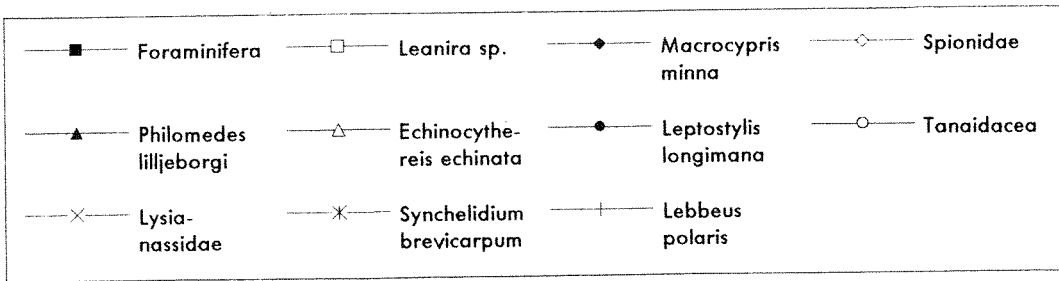 Foraminifera
Leanira sp.
Macrocypris
minna
Spionidae
Philomedes
lilljeborgi
Echinocythe-
reis echinata
Leptostylis
longimana
Tanaidacea
Lysia-
nassidae
Synchelidium
brevicarpum
Lebbeus
polaris